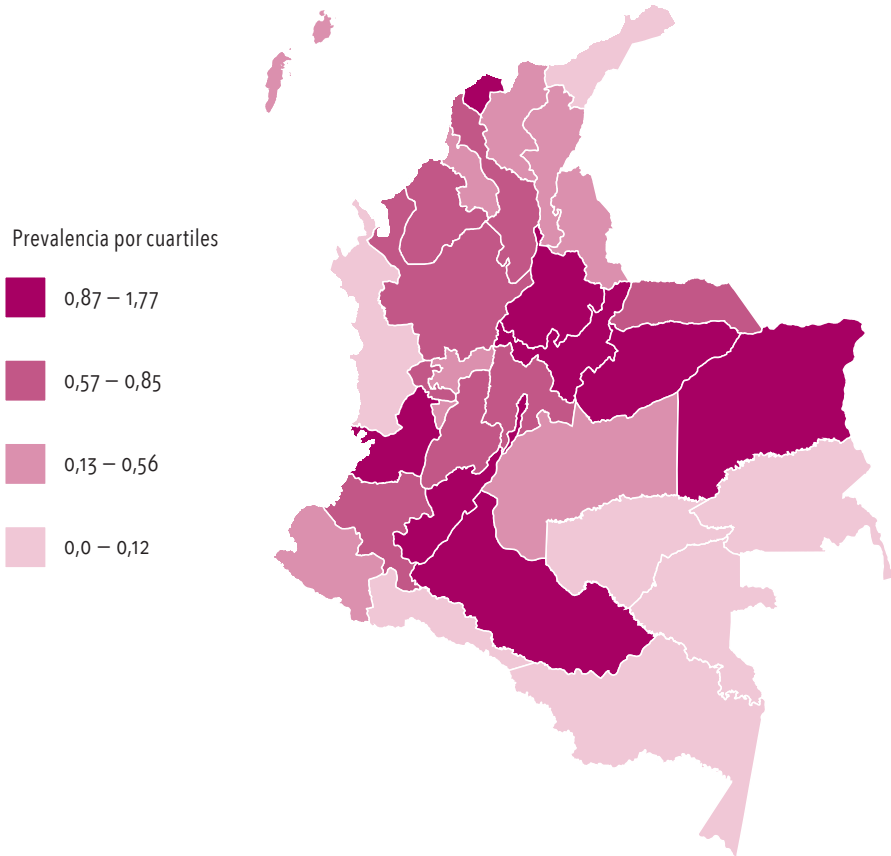 Prevalencia por cuartiles
0,87 – 1,77
0,57 – 0,85
0,13 – 0,56
0,0 – 0,12